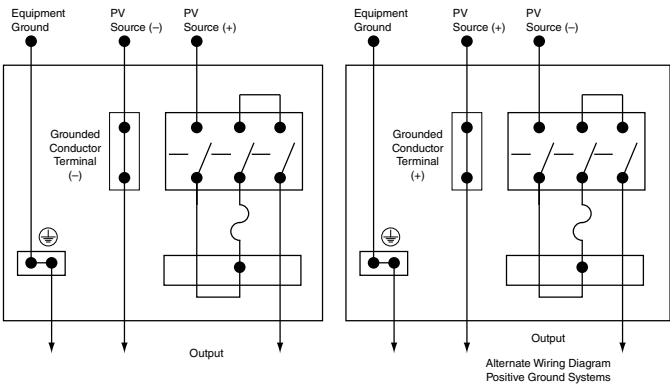 Equipment
Ground
PV
Source (–)
PV
Source (+)
Grounded
Conductor
Terminal
(–)
Output
Equipment
Ground
PV
Source (+)
PV
Source (–)
Grounded
Conductor
Terminal
(+)
Output
Alternate Wiring Diagram
Positive Ground Systems